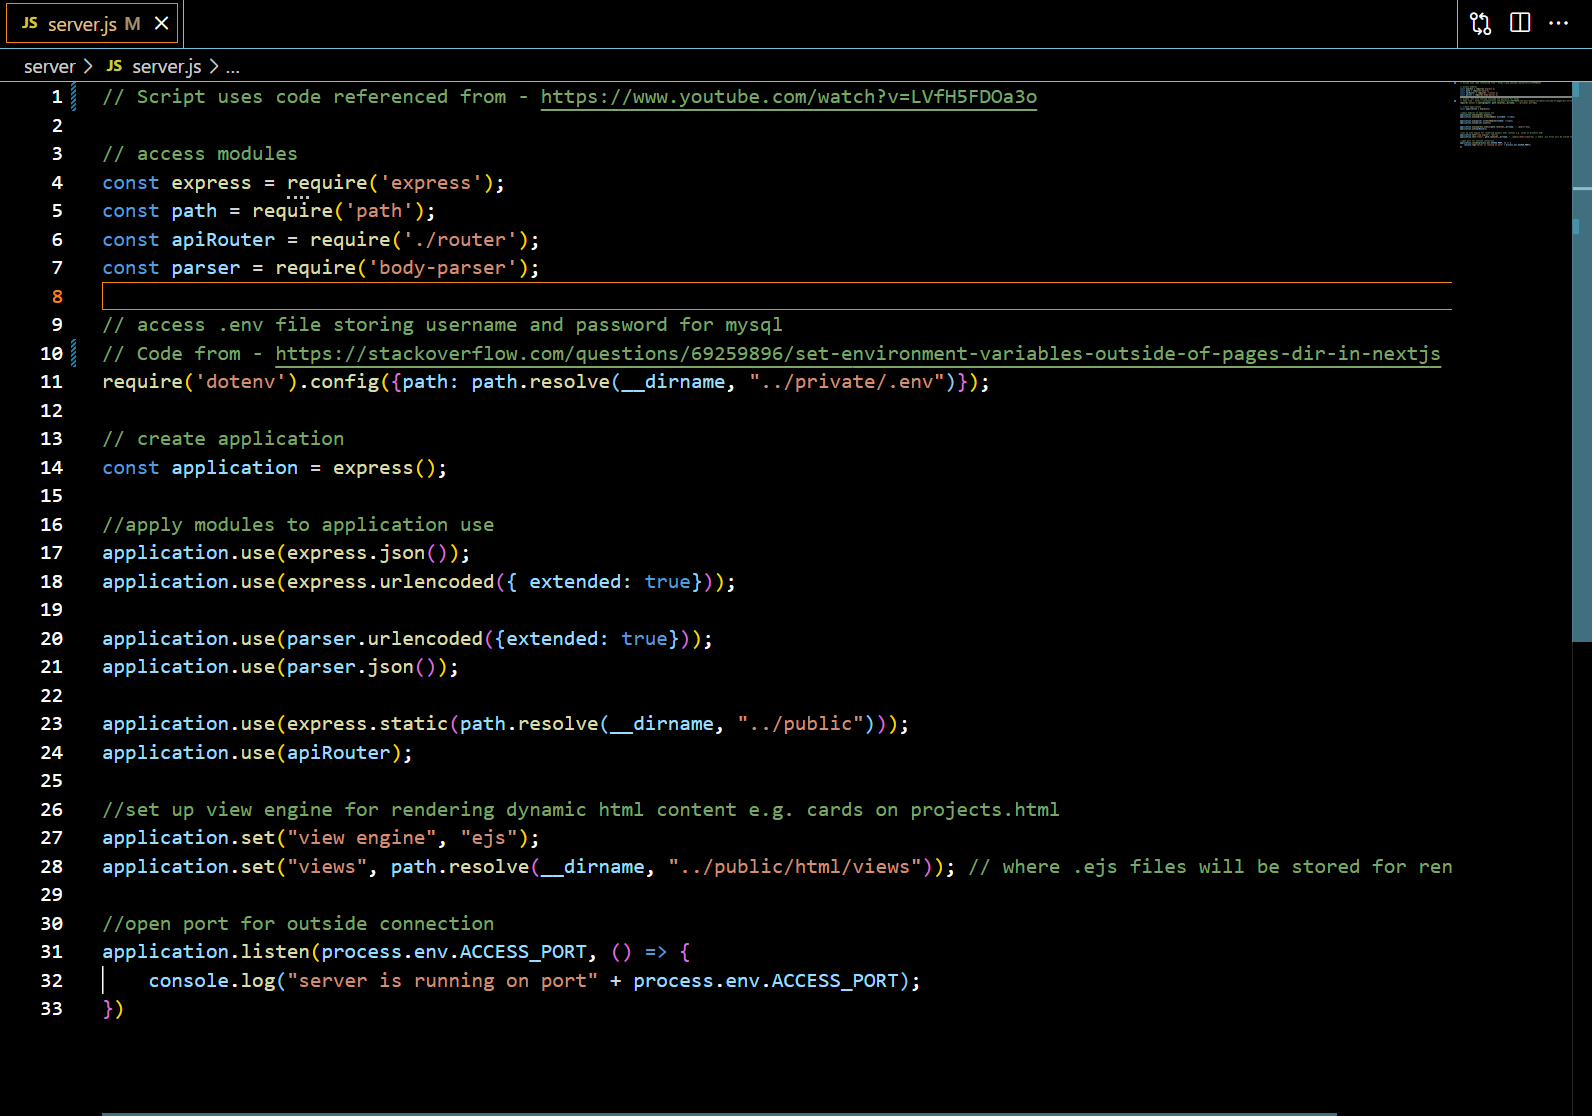 JS server.js M
server > JS server.js > ...
1 // Script uses code referenced from - https://www.youtube.com/watch?v=LVfH5FDOa3o
2
3 // access modules
4 const express = require('express');
5 const path = require('path');
6 const apiRouter = require('./router');
7 const parser = require('body-parser');
8
9 // access .env file storing username and password for mysql
10 // Code from - https://stackoverflow.com/questions/69259896/set-environment-variables-outside-of-pages-dir-in-nextjs
11 require('dotenv').config({path: path.resolve(__dirname, "../private/.env")});
12
13 // create application
14 const application = express();
15
16 //apply modules to application use
17 application.use(express.json());
18 application.use(express.urlencoded({ extended: true}));
19
20 application.use(parser.urlencoded({extended: true}));
21 application.use(parser.json());
22
23 application.use(express.static(path.resolve(__dirname, "../public")));
24 application.use(apiRouter);
25
26 //set up view engine for rendering dynamic html content e.g. cards on projects.html
27 application.set("view engine", "ejs");
28 application.set("views", path.resolve(__dirname, "../public/html/views")); // where .ejs files will be stored for ren
29
30 //open port for outside connection
31 application.listen(process.env.ACCESS_PORT, () => {
32     console.log("server is running on port" + process.env.ACCESS_PORT);
33 })